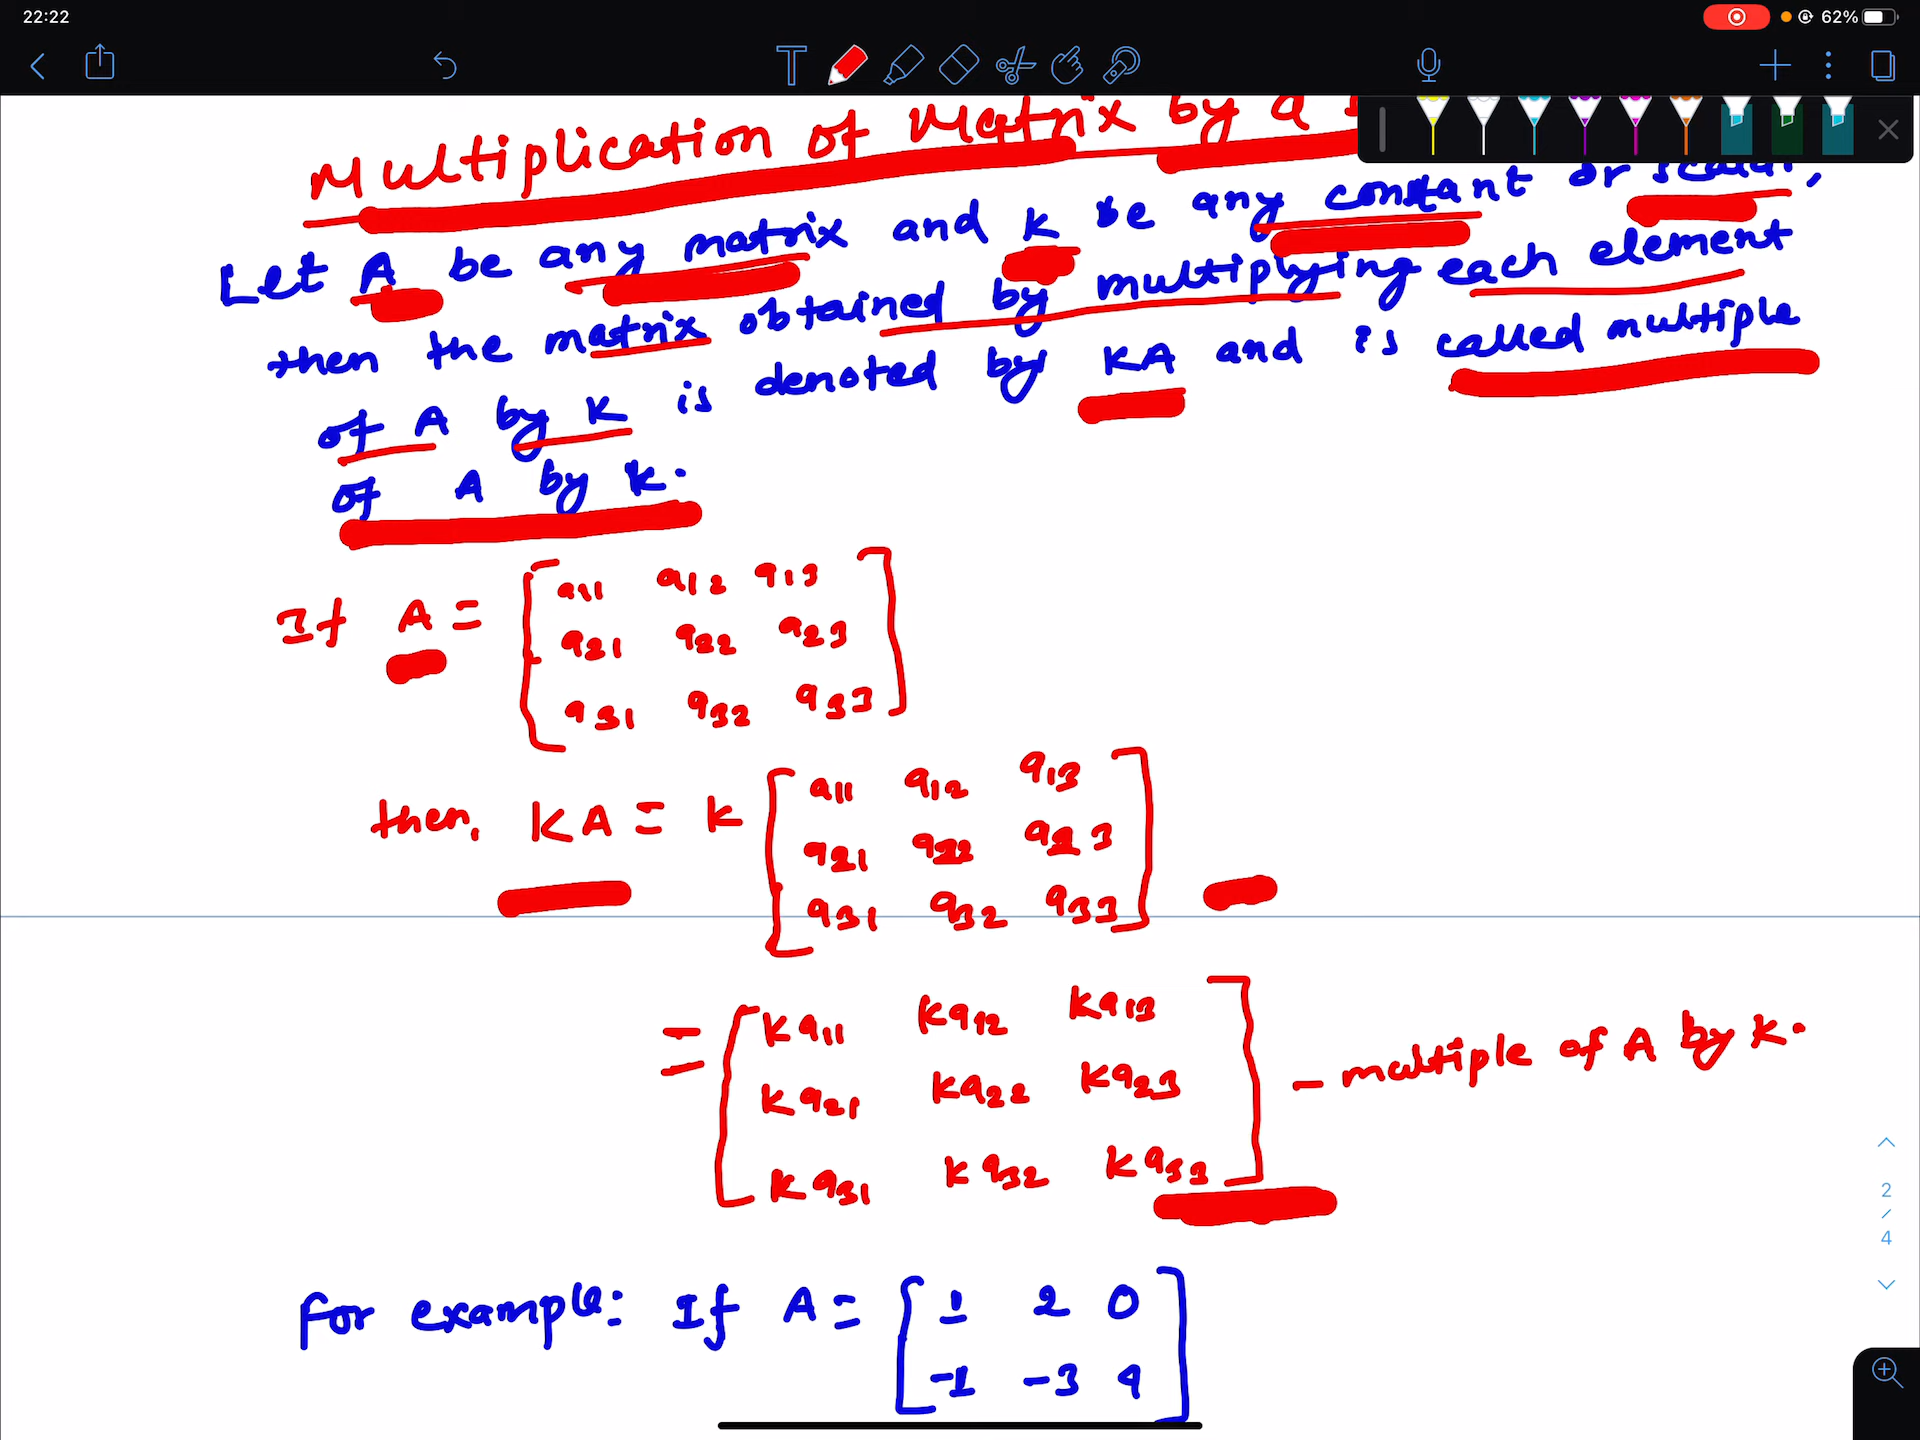 22:22
62%
Multiplication of Matrix by a
Let A be any matrix and K be any constant or scalar,
then the matrix obtained by multiplying each element
of A by K is denoted by KA and is called multiple
of A by K.
If A = [ a11 a12 a13
a21 a22 a23
a31 a32 a33 ]
then, KA = K [ a11 a12 a13
a21 a22 a23
a31 a32 a33 ]
= [ Ka11 Ka12 Ka13
Ka21 Ka22 Ka23 — multiple of A by K.
Ka31 Ka32 Ka33 ]
For example: If A = [ 1 2 0
-1 -3 4 ]
2
/
4